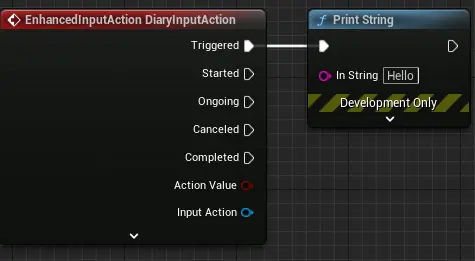 EnhancedInputAction DiaryInputAction
Triggered
Started
Ongoing
Canceled
Completed
Action Value
Input Action
f Print String
In String Hello
Development Only